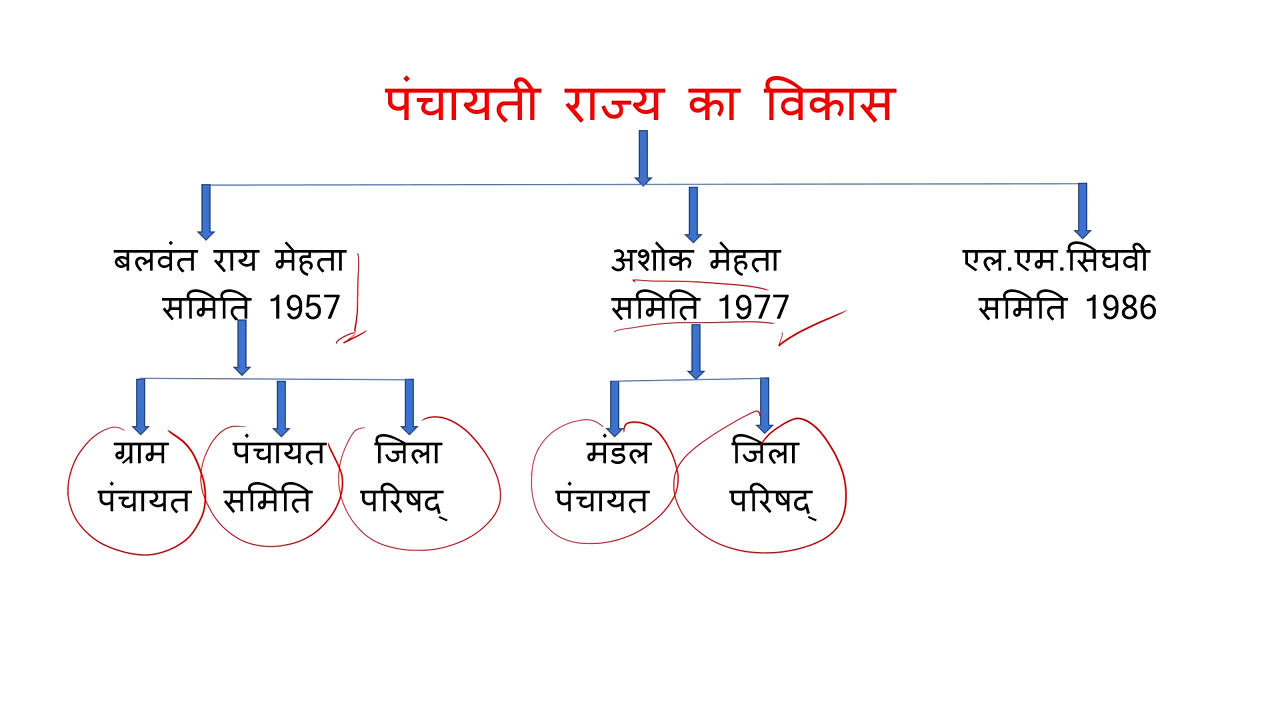 पंचायती राज्य का विकास
बलवंत राय मेहता
समिति 1957
अशोक मेहता
समिति 1977
एल.एम.सिघवी
समिति 1986
ग्राम
पंचायत
पंचायत
समिति
जिला
परिषद्
मंडल
पंचायत
जिला
परिषद्